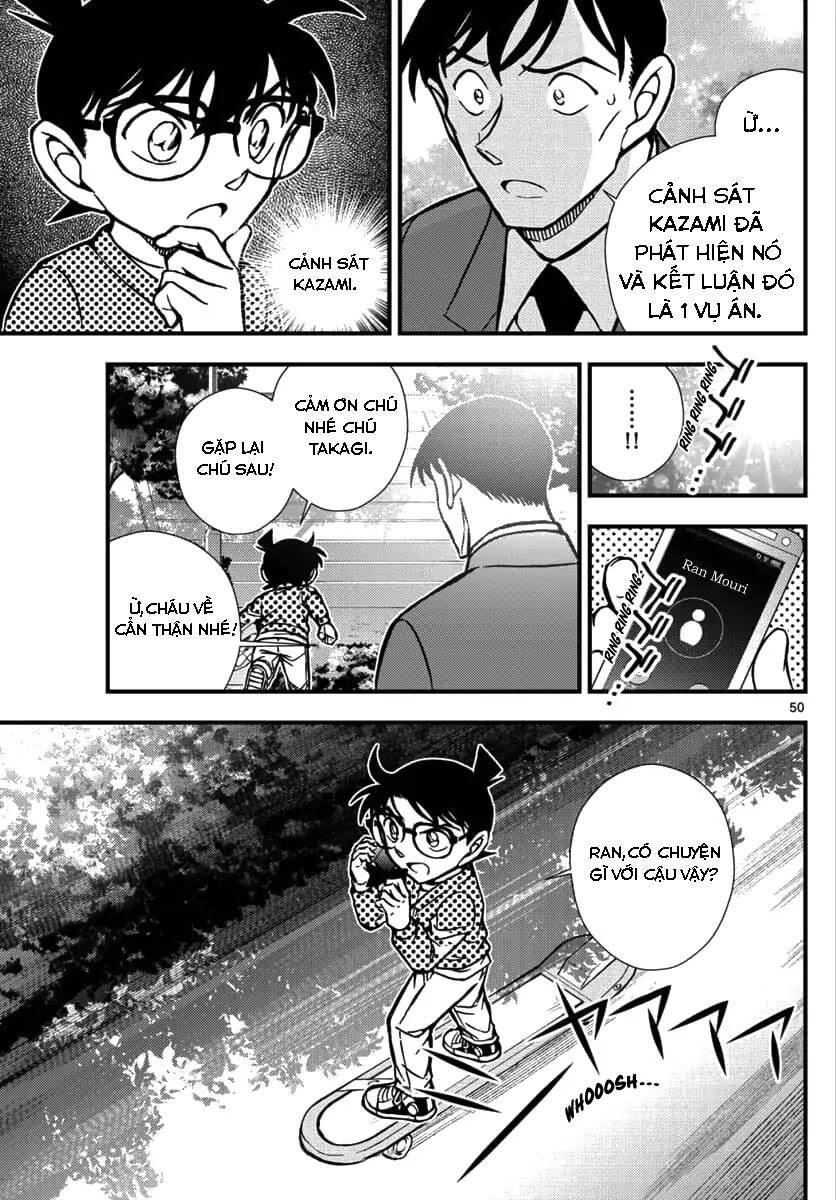 Ừ...
CẢNH SÁT
KAZAMI ĐÃ
PHÁT HIỆN NÓ
VÀ KẾT LUẬN ĐÓ
LÀ 1 VỤ ÁN.
CẢNH SÁT
KAZAMI.
RING RING RING
......!!
RING RING RING...
Ran Mouri
CẢM ƠN CHÚ
NHÉ CHÚ
TAKAGI.
GẶP LẠI
CHÚ SAU!
Ừ, CHÁU VỀ
CẨN THẬN NHÉ!
50
RAN, CÓ CHUYỆN
GÌ VỚI CẬU VẬY?
WHOOOSH...